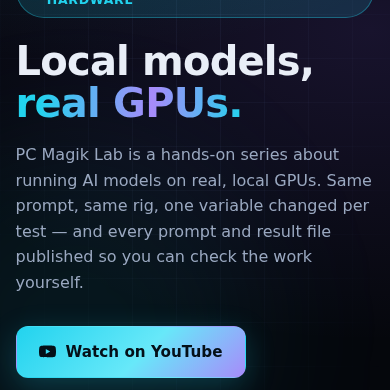 HARDWARE
Local models,
real GPUs.
PC Magik Lab is a hands-on series about
running AI models on real, local GPUs. Same
prompt, same rig, one variable changed per
test — and every prompt and result file
published so you can check the work
yourself.
Watch on YouTube